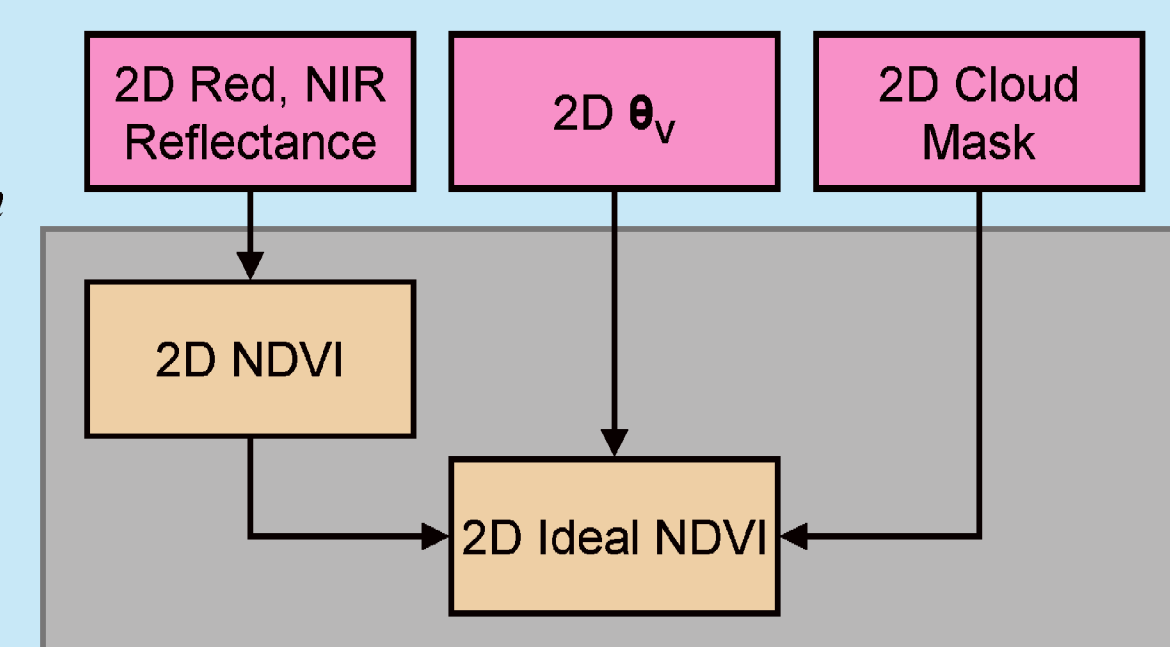 2D Red, NIR
Reflectance
2D θv
2D Cloud
Mask
2D NDVI
2D Ideal NDVI